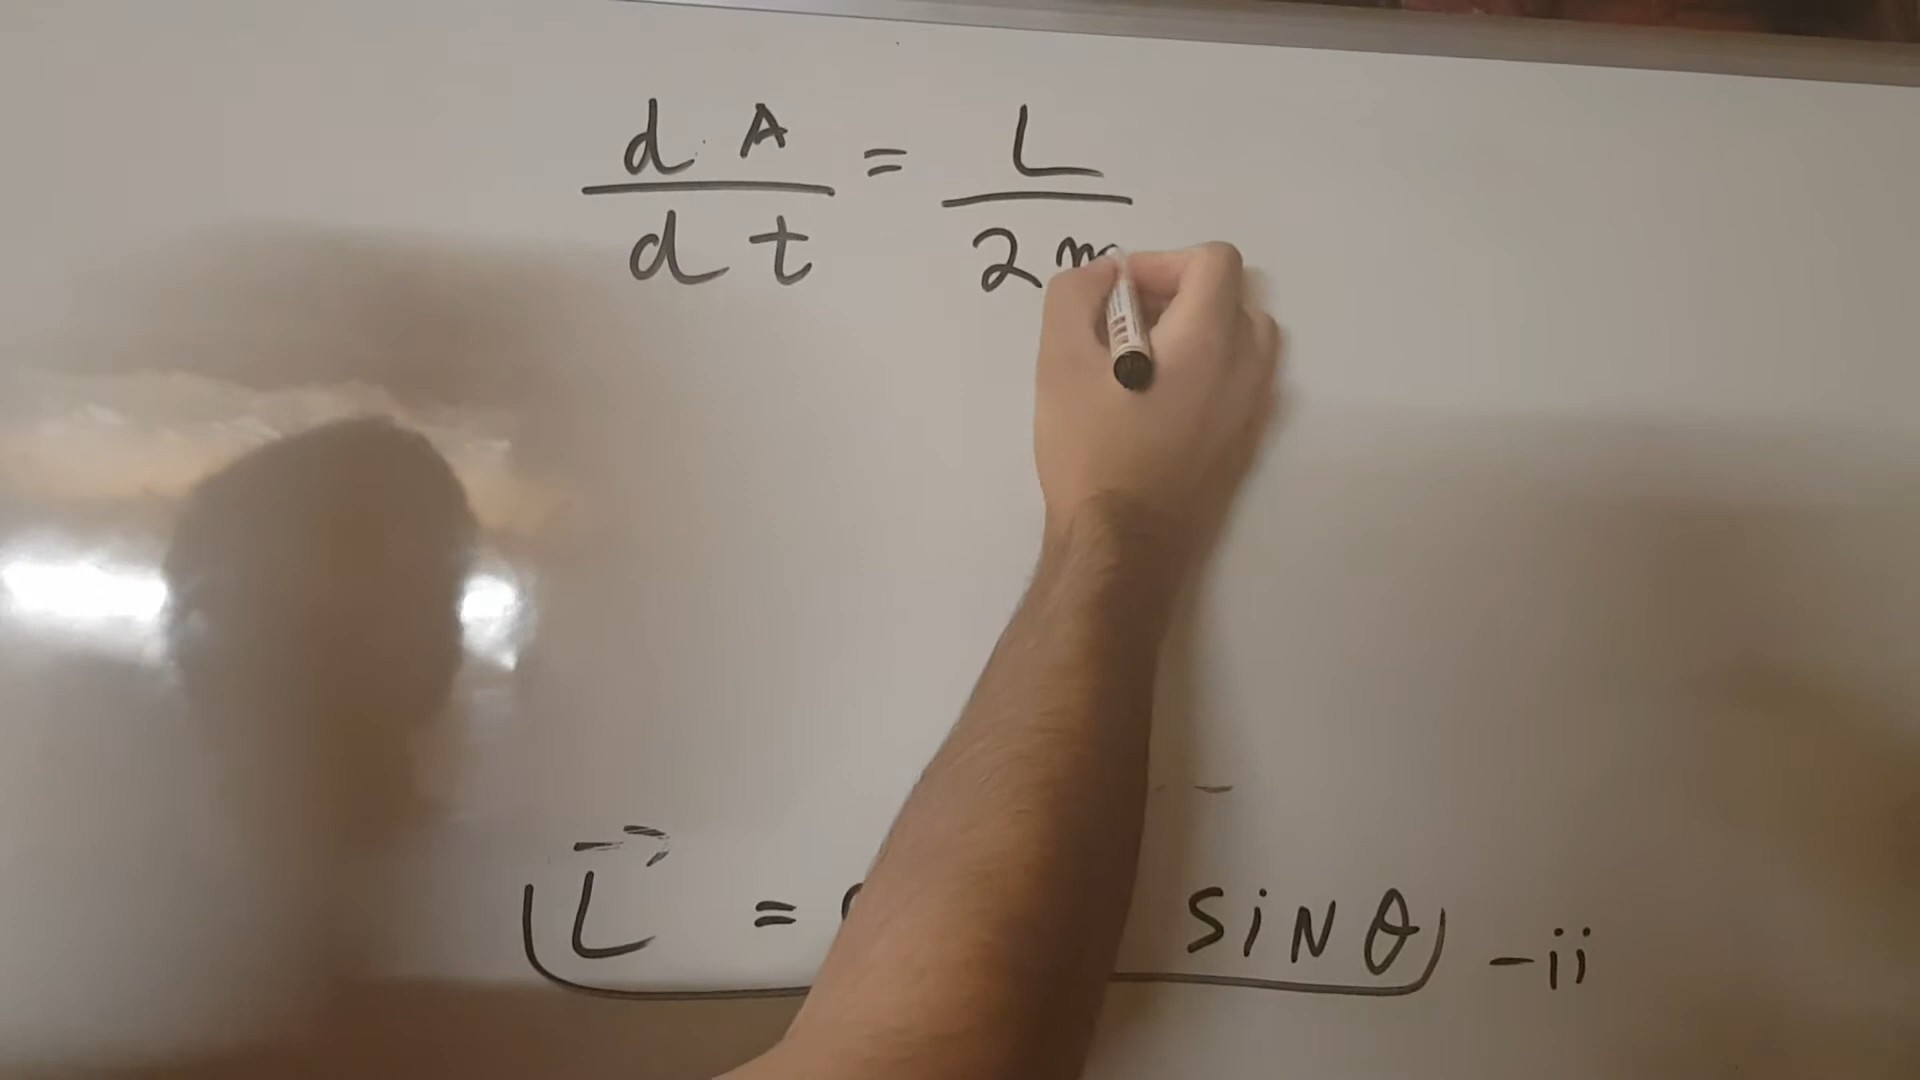 dA/dt = L/2m
L⃗ = sinθ -ii